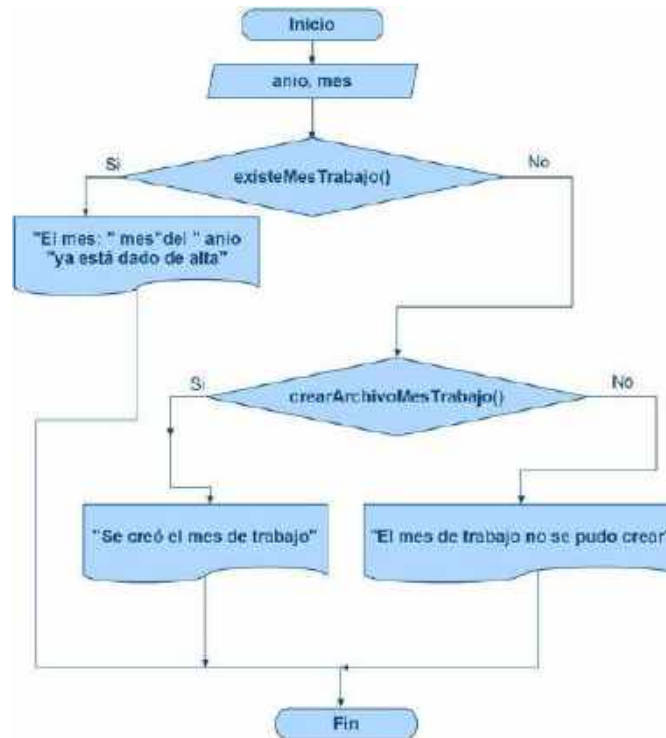 Inicio
anio, mes
Si
No
existeMesTrabajo()
"El mes: " mes"del " anio
"ya está dado de alta"
Si
No
crearArchivoMesTrabajo()
"Se creó el mes de trabajo"
"El mes de trabajo no se pudo crear"
Fin